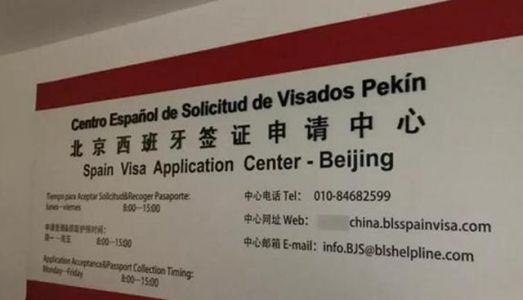 Centro Español de Solicitud de Visados Pekín
北京西班牙签证申请中心
Spain Visa Application Center - Beijing
Tiempo para Aceptar Solicitud&Recoger Pasaporte:
lunes--viernes 8:00--15:00
申请受理&领取护照时间:
周一--周五 8:00--15:00
Application Acceptance&Passport Collection Timing:
Monday--Friday 8:00--15:00
中心电话 Tel: 010-84682599
中心网址 Web: china.blsspainvisa.com
中心邮箱 E-mail: info.BJS@blshelpline.com